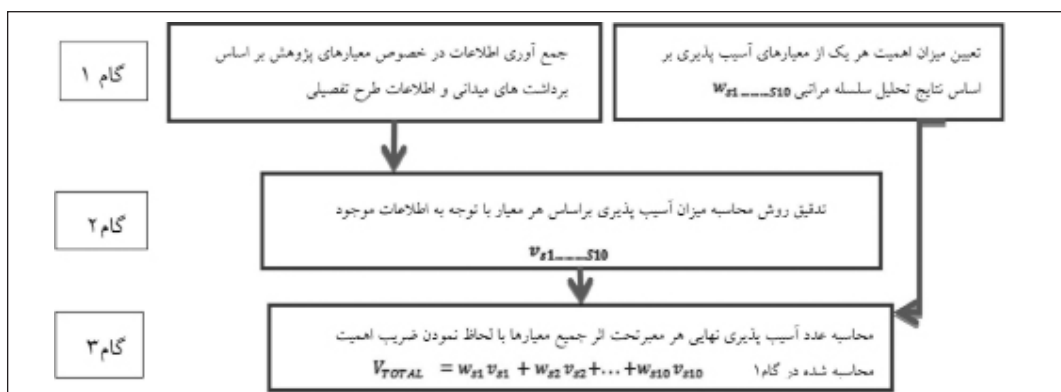 گام ۱
تعیین میزان اهمیت هر یک از معیارهای آسیب پذیری بر
اساس نتایج تحلیل سلسله مراتبی w_{s1........S10}
جمع آوری اطلاعات در خصوص معیارهای پژوهش بر اساس
برداشت های میدانی و اطلاعات طرح تفصیلی
گام۲
تدقیق روش محاسبه میزان آسیب پذیری براساس هر معیار با توجه به اطلاعات موجود
v_{s1........S10}
گام۳
محاسبه عدد آسیب پذیری نهایی هر معبرتحت اثر جمیع معیارها با لحاظ نمودن ضریب اهمیت
محاسبه شده در گام۱ V_{TOTAL} = w_{s1}v_{s1} + w_{s2}v_{s2}+...+w_{s10}v_{s10}